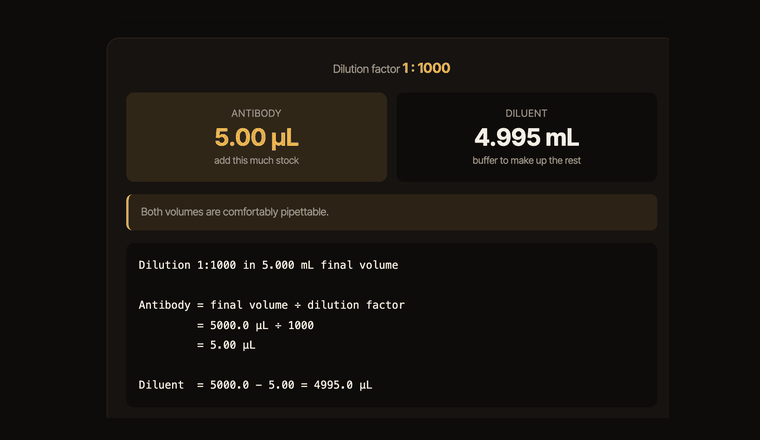 Dilution factor 1 : 1000
ANTIBODY
5.00 µL
add this much stock
DILUENT
4.995 mL
buffer to make up the rest
Both volumes are comfortably pipettable.
Dilution 1:1000 in 5.000 mL final volume
Antibody = final volume ÷ dilution factor
= 5000.0 µL ÷ 1000
= 5.00 µL
Diluent = 5000.0 − 5.00 = 4995.0 µL